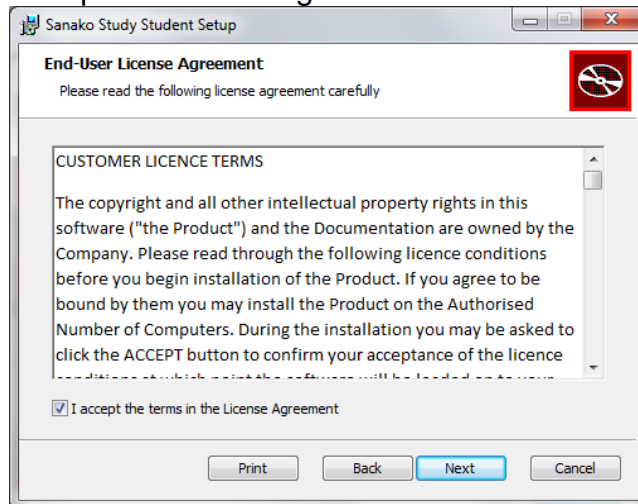 Sanako Study Student Setup
End-User License Agreement
Please read the following license agreement carefully
CUSTOMER LICENCE TERMS
The copyright and all other intellectual property rights in this
software ("the Product") and the Documentation are owned by the
Company. Please read through the following licence conditions
before you begin installation of the Product. If you agree to be
bound by them you may install the Product on the Authorised
Number of Computers. During the installation you may be asked to
click the ACCEPT button to confirm your acceptance of the licence
I accept the terms in the License Agreement
Print
Back
Next
Cancel